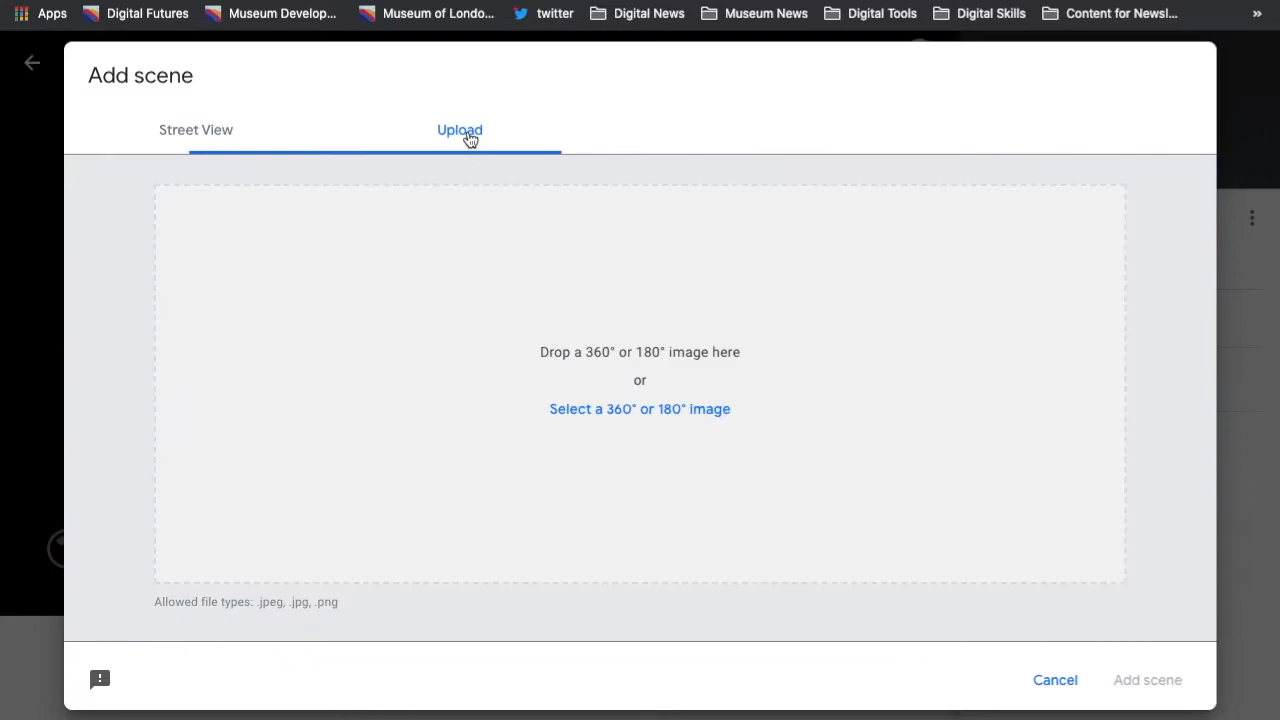 Apps Digital Futures Museum Develop... Museum of Londo... twitter Digital News Museum News Digital Tools Digital Skills Content for Newsl... »
Add scene
Street View Upload
Drop a 360° or 180° image here
or
Select a 360° or 180° image
Allowed file types: .jpeg, .jpg, .png
Cancel Add scene